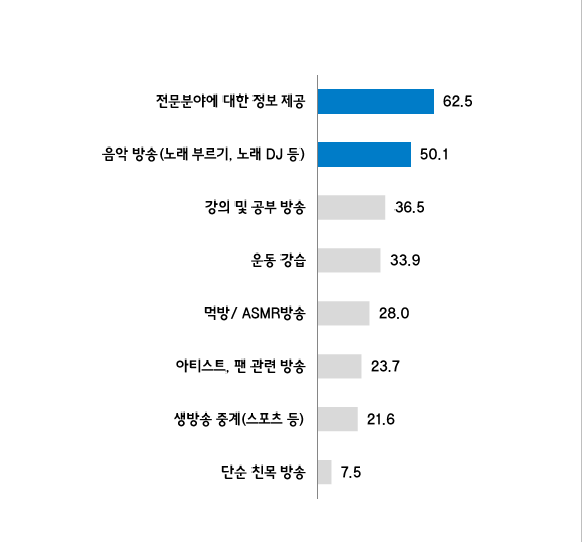 전문분야에 대한 정보 제공 62.5
음악 방송(노래 부르기, 노래 DJ 등) 50.1
강의 및 공부 방송 36.5
운동 강습 33.9
먹방/ ASMR방송 28.0
아티스트, 팬 관련 방송 23.7
생방송 중계(스포츠 등) 21.6
단순 친목 방송 7.5